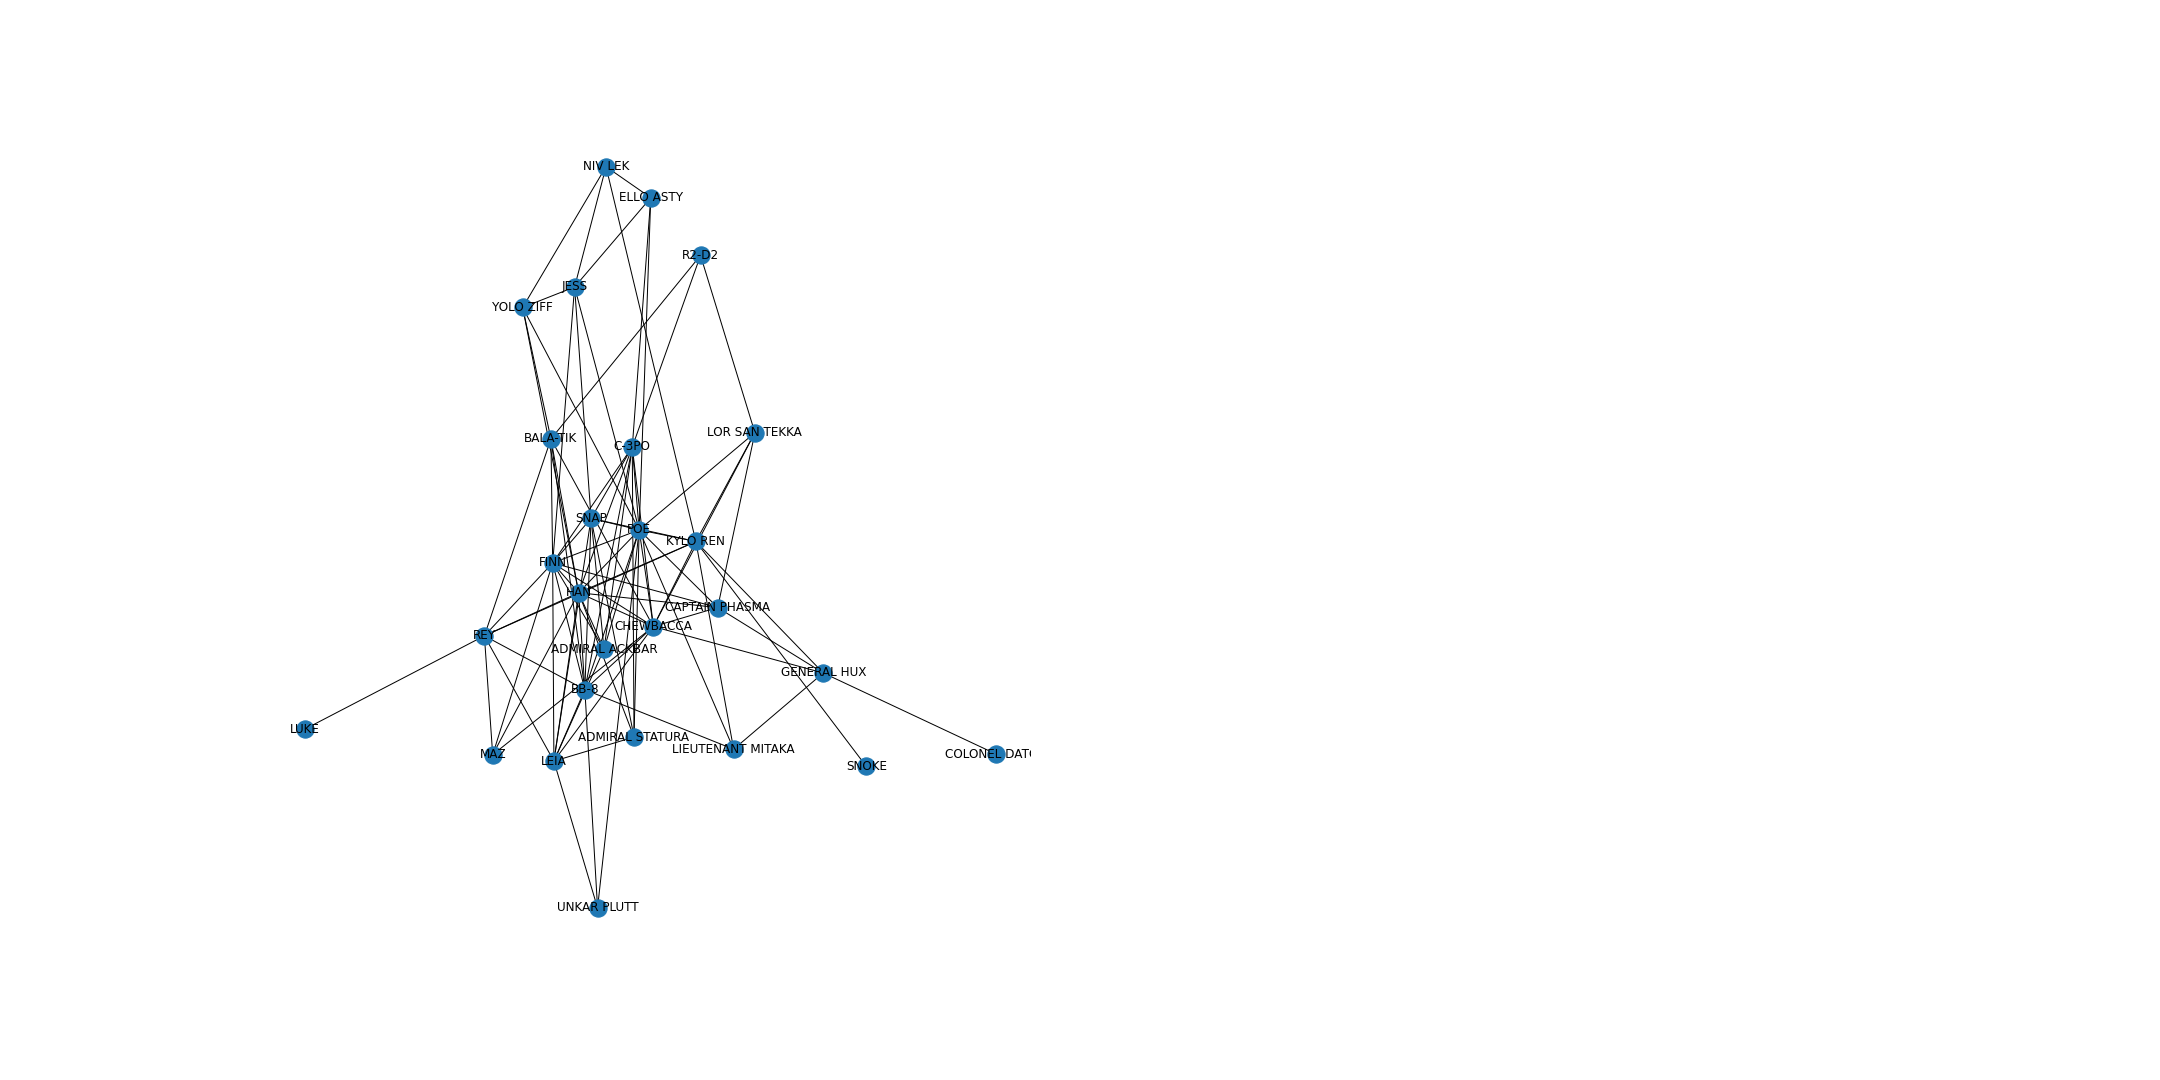 NIV LEK
ELLO ASTY
R2-D2
JESS
YOLO ZIFF
LOR SAN TEKKA
BALA-TIK
C-3PO
SNAP
POE
KYLO REN
FINN
HAN
CAPTAIN PHASMA
CHEWBACCA
REY
ADMIRAL ACKBAR
GENERAL HUX
BB-8
LUKE
ADMIRAL STATURA
LIEUTENANT MITAKA
MAZ
COLONEL DAT
LEIA
SNOKE
UNKAR PLUTT